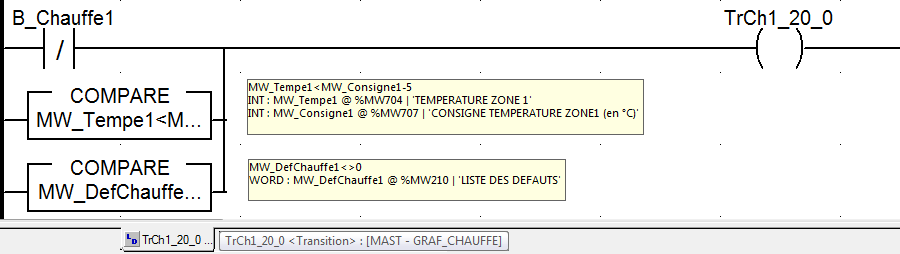 B_Chauffe1
TrCh1_20_0
COMPARE
MW_Tempe1<M...
MW_Tempe1<MW_Consigne1-5
INT : MW_Tempe1 @ %MW704 | 'TEMPERATURE ZONE 1'
INT : MW_Consigne1 @ %MW707 | 'CONSIGNE TEMPERATURE ZONE1 (en °C)'
COMPARE
MW_DefChauffe...
MW_DefChauffe1<>0
WORD : MW_DefChauffe1 @ %MW210 | 'LISTE DES DEFAUTS'
LD TrCh1_20_0 ...
TrCh1_20_0 <Transition> : [MAST - GRAF_CHAUFFE]